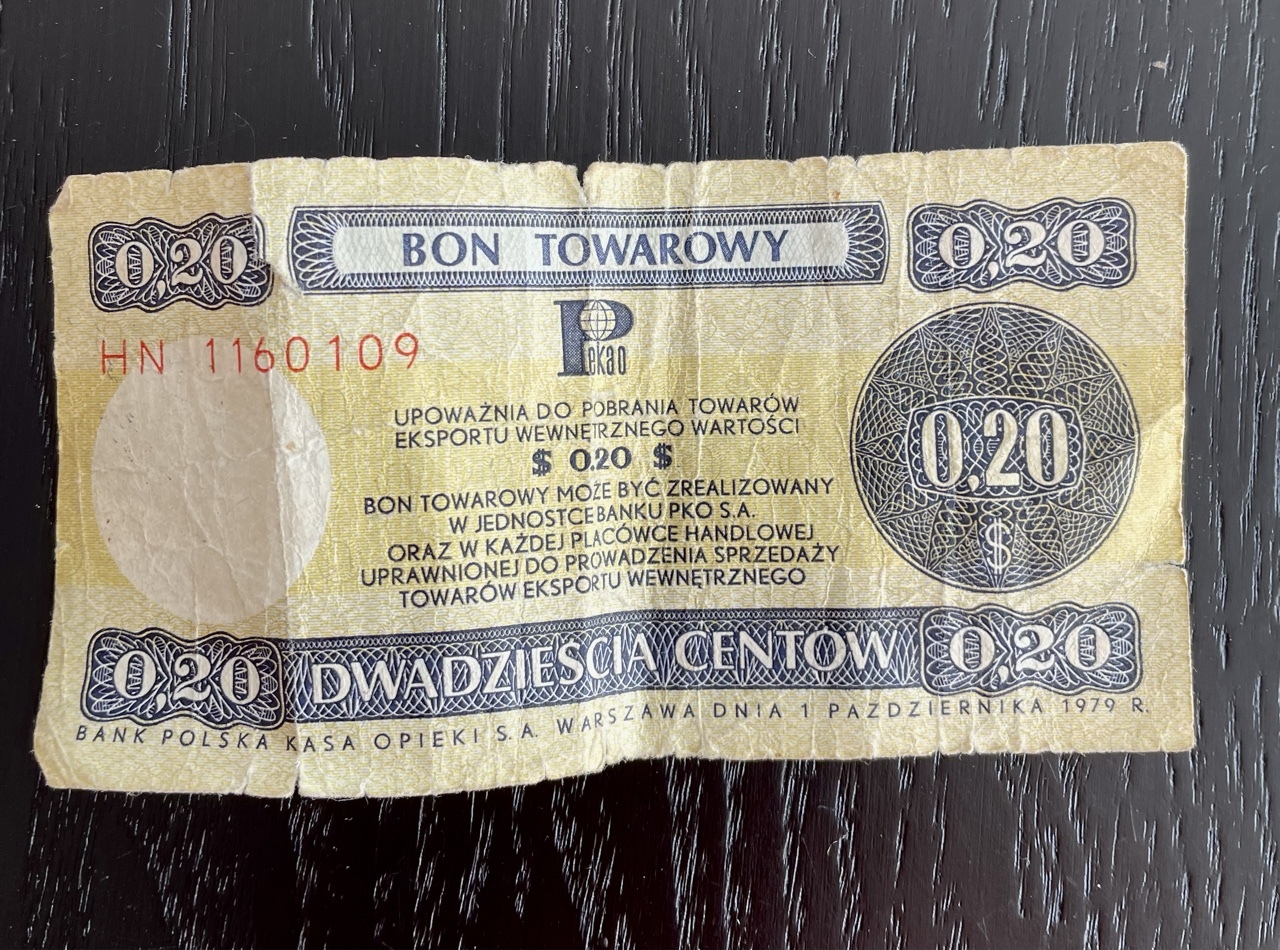 0,20 BON TOWAROWY 0,20
HN 1160109
Pekao
UPOWAŻNIA DO POBRANIA TOWARÓW
EKSPORTU WEWNĘTRZNEGO WARTOŚCI
$ 0.20 $
BON TOWAROWY MOŻE BYĆ ZREALIZOWANY
W JEDNOSTCE BANKU PKO S.A.
ORAZ W KAŻDEJ PLACÓWCE HANDLOWEJ
UPRAWNIONEJ DO PROWADZENIA SPRZEDAŻY
TOWARÓW EKSPORTU WEWNĘTRZNEGO
0,20
$
0,20 DWADZIEŚCIA CENTÓW 0,20
BANK POLSKA KASA OPIEKI S.A. WARSZAWA DNIA 1 PAŹDZIERNIKA 1979 R.